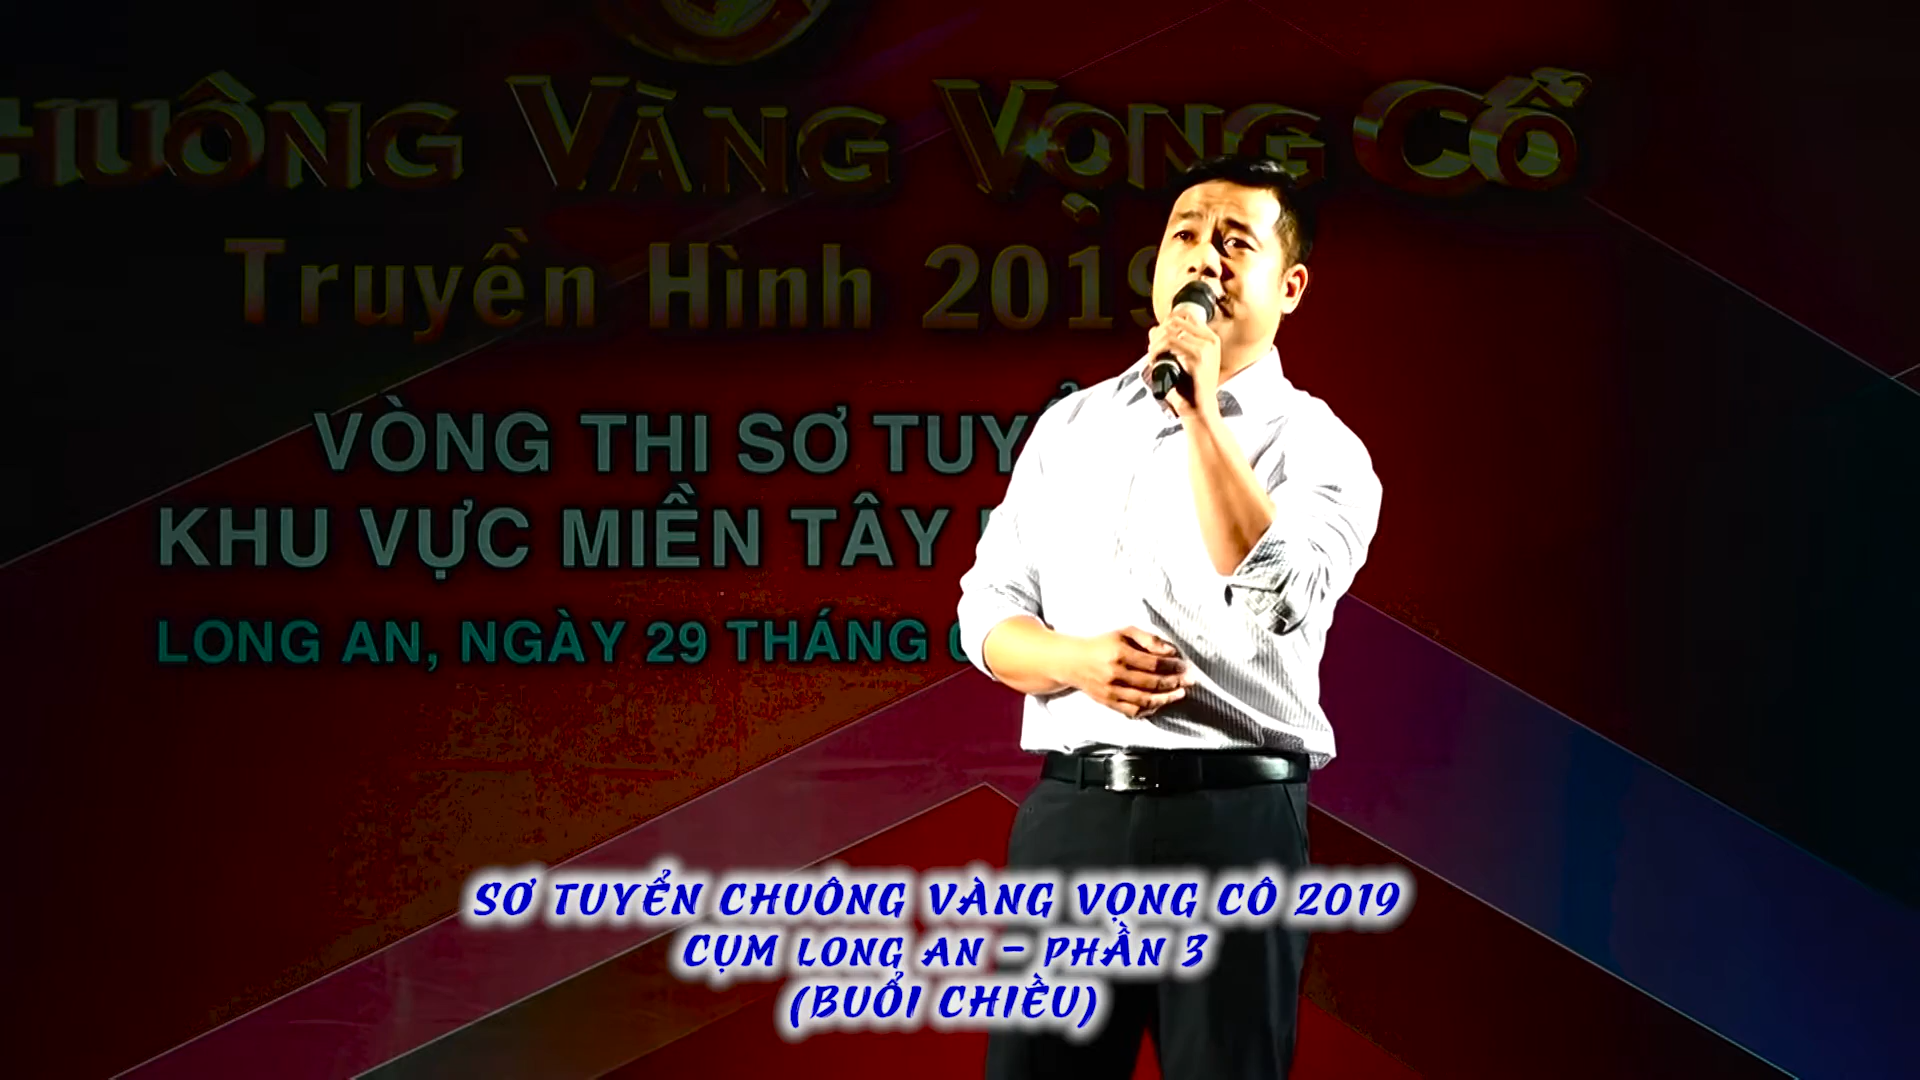 CHUÔNG VÀNG VỌNG CỔ
Truyền Hình 2019
VÒNG THI SƠ
KHU VỰC MIỀN TÂY
LONG AN, NGÀY 29 THÁNG
SƠ TUYỂN CHUÔNG VÀNG VỌNG CÔ 2019
CỤM LONG AN - PHẦN 3
(BUỔI CHIỀU)